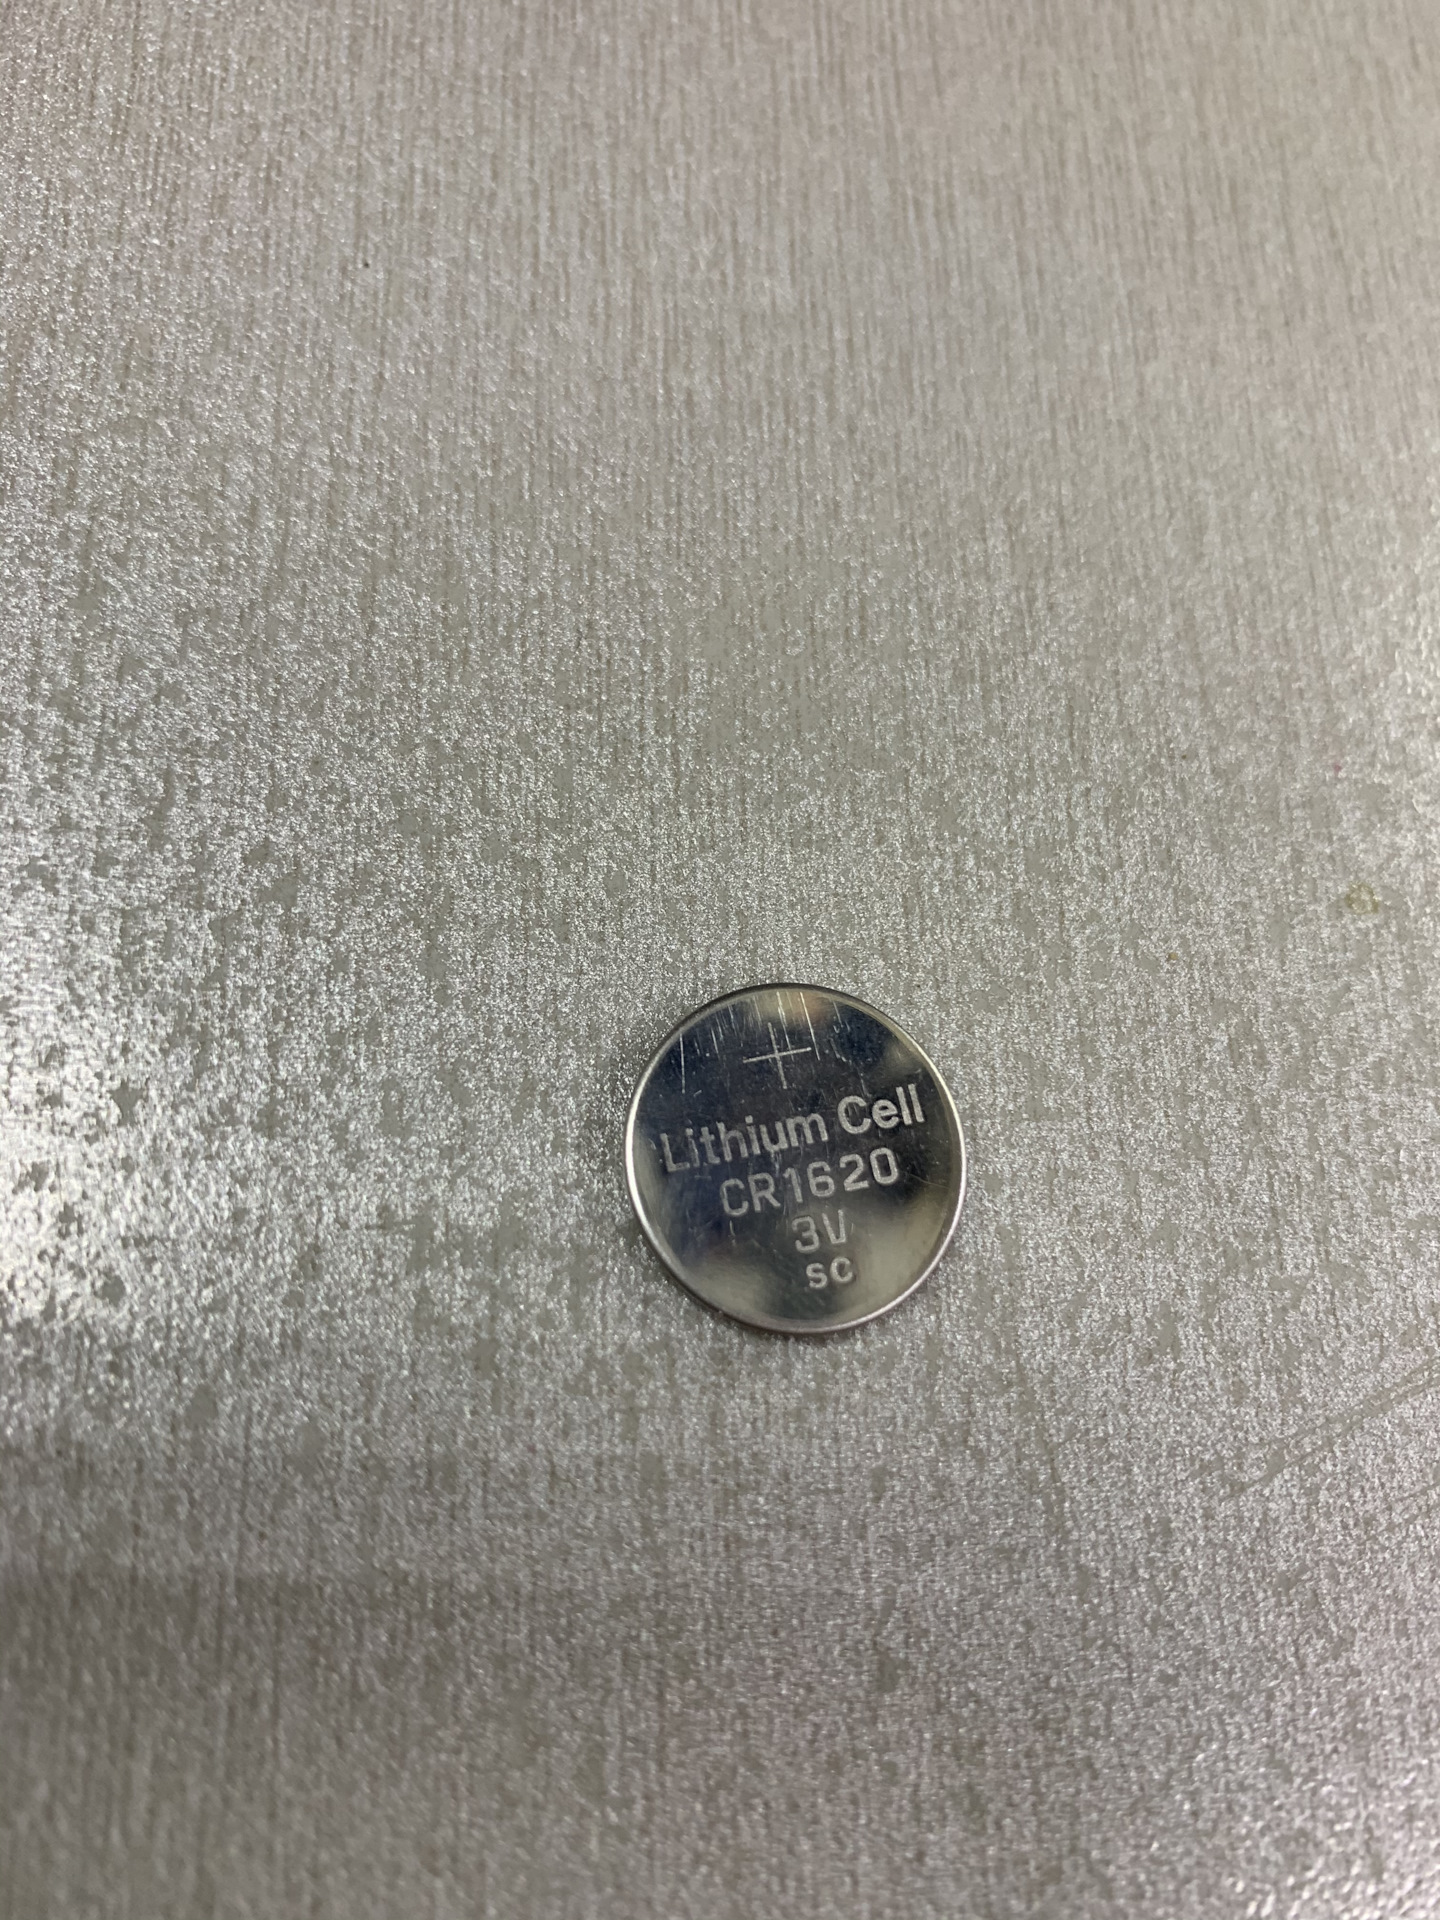 +
Lithium Cell
CR1620
3V
SC